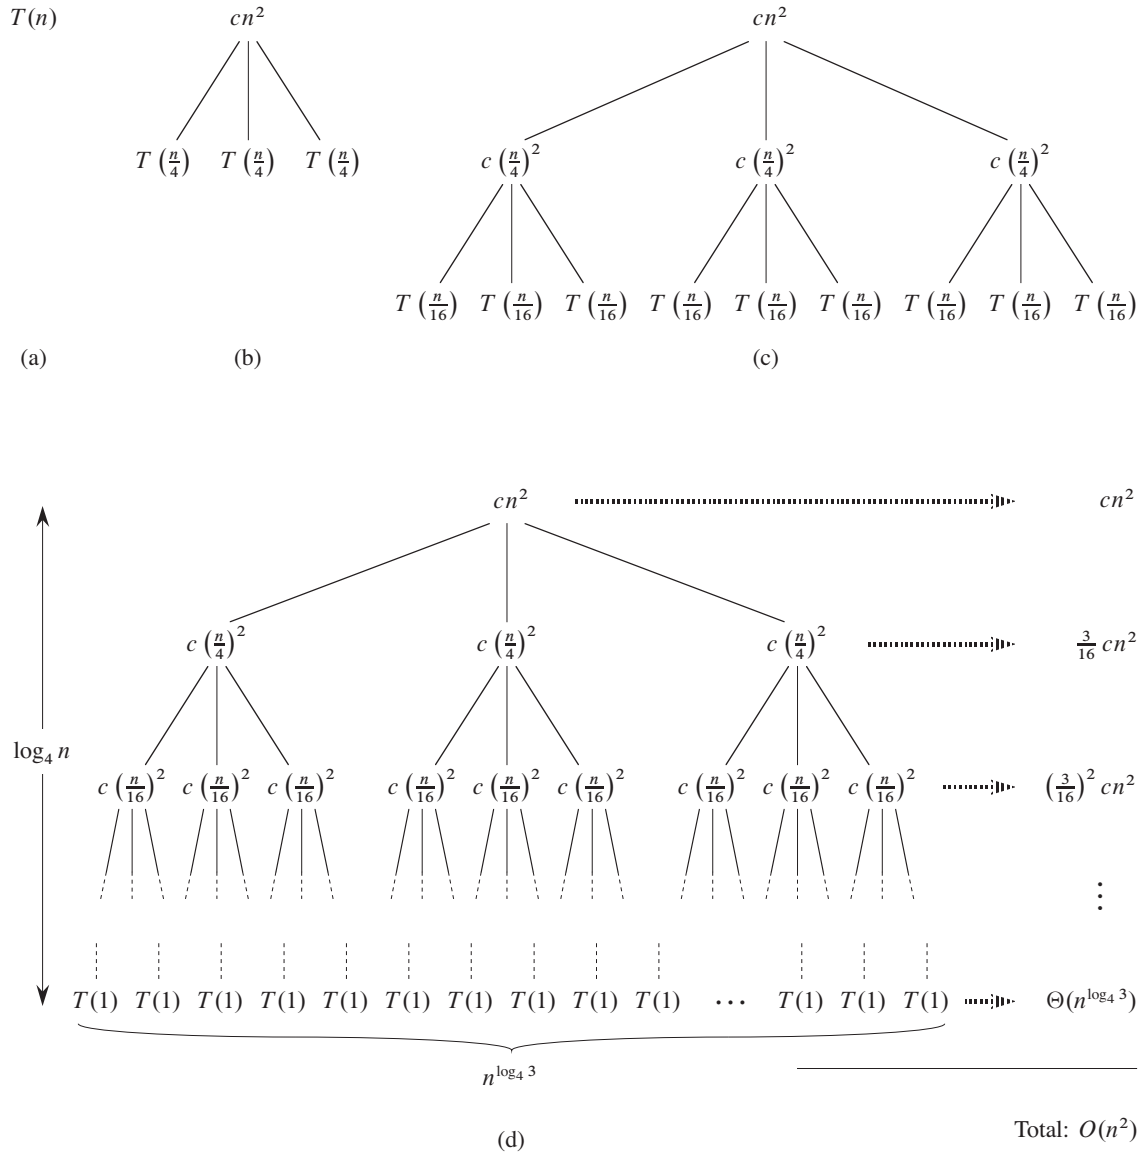 T(n) cn² cn²
T (n/4) T (n/4) T (n/4) c (n/4)² c (n/4)² c (n/4)²
T (n/16) T (n/16) T (n/16) T (n/16) T (n/16) T (n/16) T (n/16) T (n/16) T (n/16)
(a) (b) (c)
cn² cn²
c (n/4)² c (n/4)² c (n/4)² 3/16 cn²
log₄ n
c (n/16)² c (n/16)² c (n/16)² c (n/16)² c (n/16)² c (n/16)² c (n/16)² c (n/16)² c (n/16)² (3/16)² cn²
⋮
T(1) T(1) T(1) T(1) T(1) T(1) T(1) T(1) T(1) T(1) ... T(1) T(1) T(1) Θ(n^{log₄ 3})
n^{log₄ 3}
Total: O(n²)
(d)